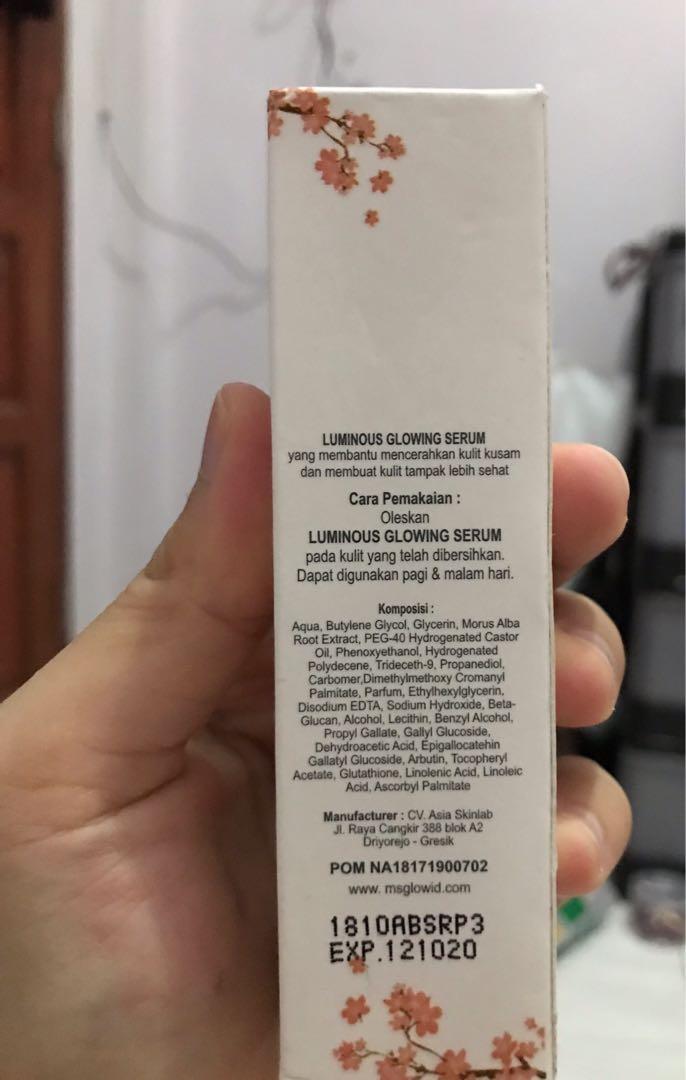 LUMINOUS GLOWING SERUM
yang membantu mencerahkan kulit kusam
dan membuat kulit tampak lebih sehat
Cara Pemakaian :
Oleskan
LUMINOUS GLOWING SERUM
pada kulit yang telah dibersihkan.
Dapat digunakan pagi & malam hari.
Komposisi :
Aqua, Butylene Glycol, Glycerin, Morus Alba
Root Extract, PEG-40 Hydrogenated Castor
Oil, Phenoxyethanol, Hydrogenated
Polydecene, Trideceth-9, Propanediol,
Carbomer,Dimethylmethoxy Cromanyl
Palmitate, Parfum, Ethylhexylglycerin,
Disodium EDTA, Sodium Hydroxide, Beta-
Glucan, Alcohol, Lecithin, Benzyl Alcohol,
Propyl Gallate, Gallyl Glucoside,
Dehydroacetic Acid, Epigallocatehin
Gallatyl Glucoside, Arbutin, Tocopheryl
Acetate, Glutathione, Linolenic Acid, Linoleic
Acid, Ascorbyl Palmitate
Manufacturer : CV. Asia Skinlab
Jl. Raya Cangkir 388 blok A2
Driyorejo - Gresik
POM NA18171900702
www. msglowid.com
1810ABSRP3
EXP.121020